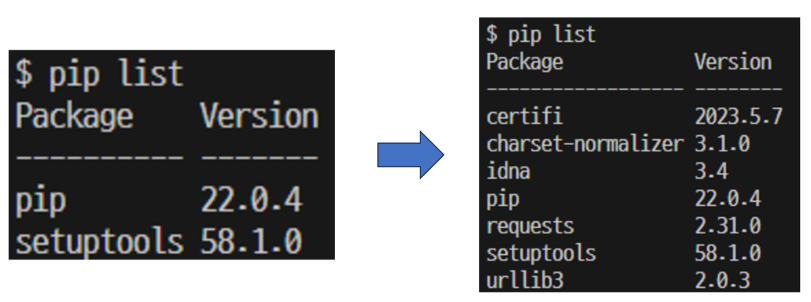 $ pip list
Package    Version
---------- -------
pip        22.0.4
setuptools 58.1.0
$ pip list
Package            Version
------------------ --------
certifi            2023.5.7
charset-normalizer 3.1.0
idna               3.4
pip                22.0.4
requests           2.31.0
setuptools         58.1.0
urllib3            2.0.3